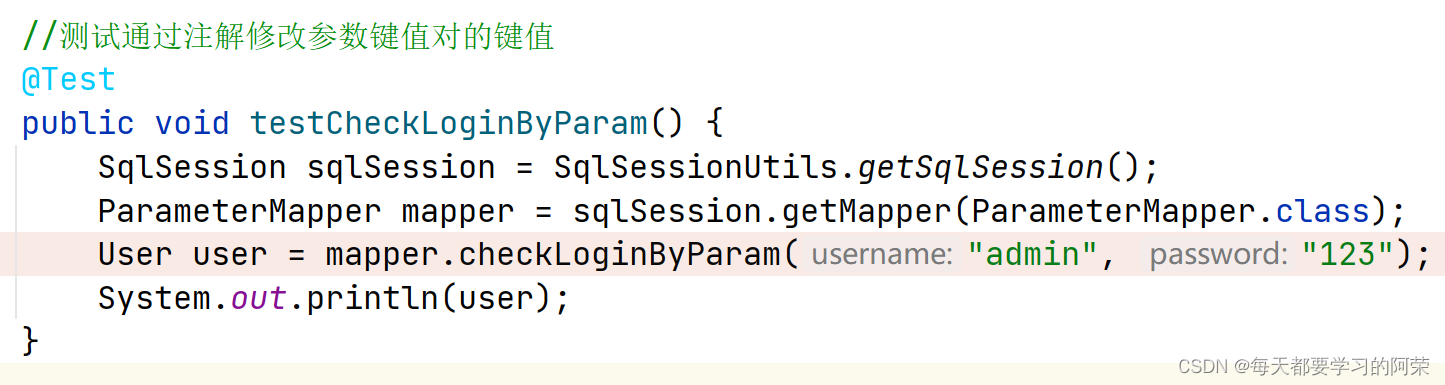 //测试通过注解修改参数键值对的键值
@Test
public void testCheckLoginByParam() {
    SqlSession sqlSession = SqlSessionUtils.getSqlSession();
    ParameterMapper mapper = sqlSession.getMapper(ParameterMapper.class);
    User user = mapper.checkLoginByParam( username: "admin", password: "123");
    System.out.println(user);
}
CSDN @每天都要学习的阿荣